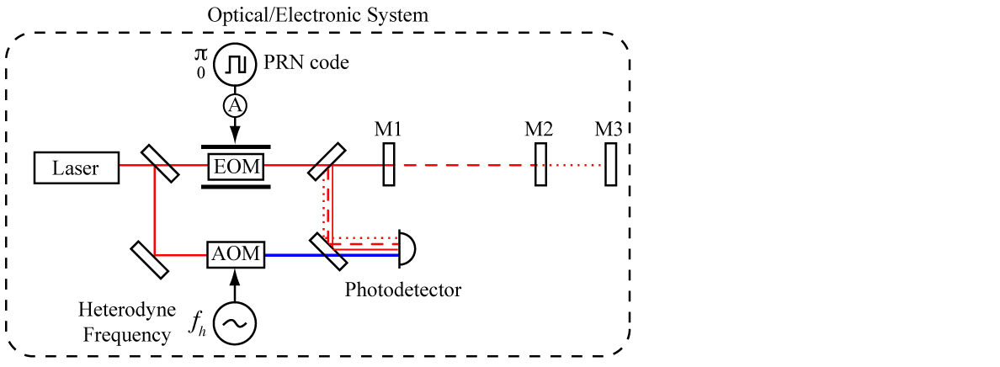 Optical/Electronic System
π
0
PRN code
A
M1
M2
M3
Laser
EOM
AOM
Photodetector
Heterodyne
Frequency
f_h